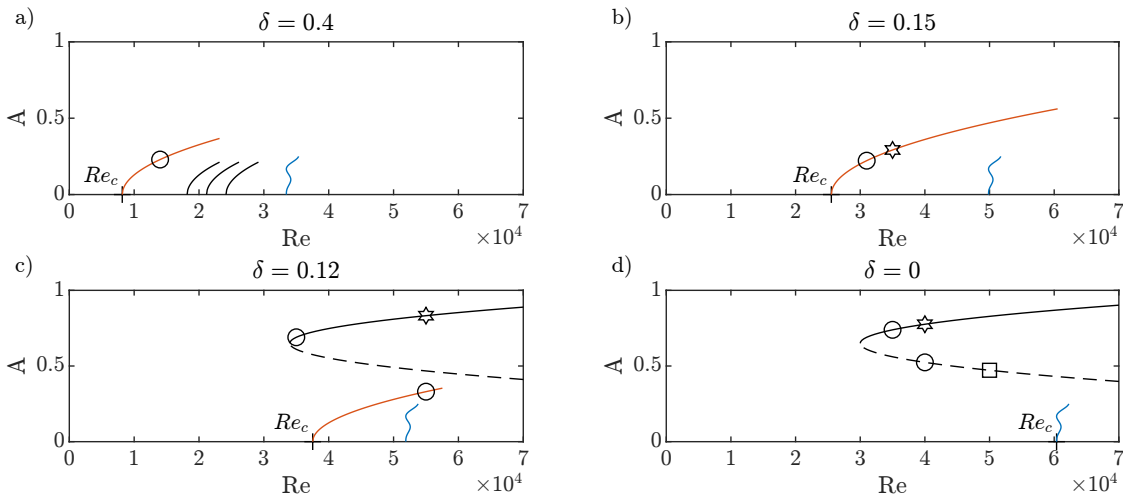 a)
δ = 0.4
1
0.5
0
A
Re_c
0 1 2 3 4 5 6 7
Re
×10^4
b)
δ = 0.15
1
0.5
0
A
Re_c
0 1 2 3 4 5 6 7
Re
×10^4
c)
δ = 0.12
1
0.5
0
A
Re_c
0 1 2 3 4 5 6 7
Re
×10^4
d)
δ = 0
1
0.5
0
A
Re_c
0 1 2 3 4 5 6 7
Re
×10^4